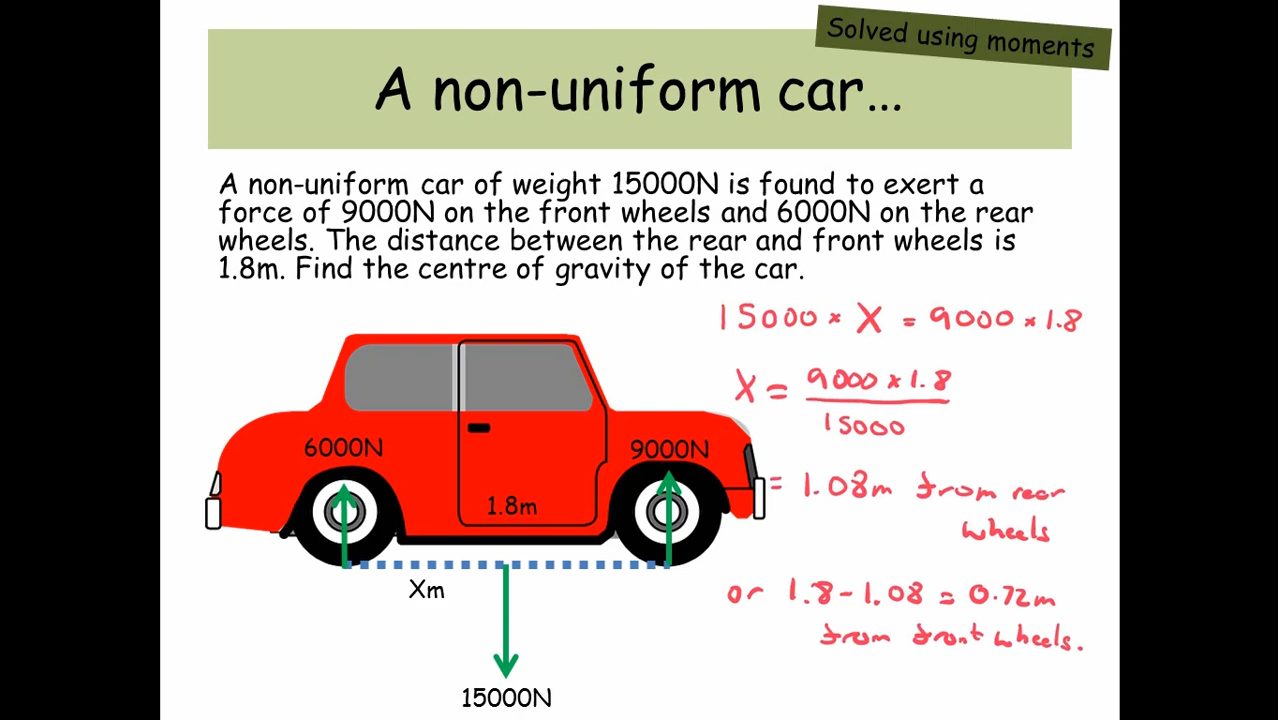 Solved using moments
A non-uniform car...
A non-uniform car of weight 15000N is found to exert a
force of 9000N on the front wheels and 6000N on the rear
wheels. The distance between the rear and front wheels is
1.8m. Find the centre of gravity of the car.
15000 × X = 9000 × 1.8
X = 9000 × 1.8
15000
= 1.08m from rear
wheels
or 1.8 - 1.08 = 0.72m
from front wheels.
6000N
9000N
1.8m
Xm
15000N